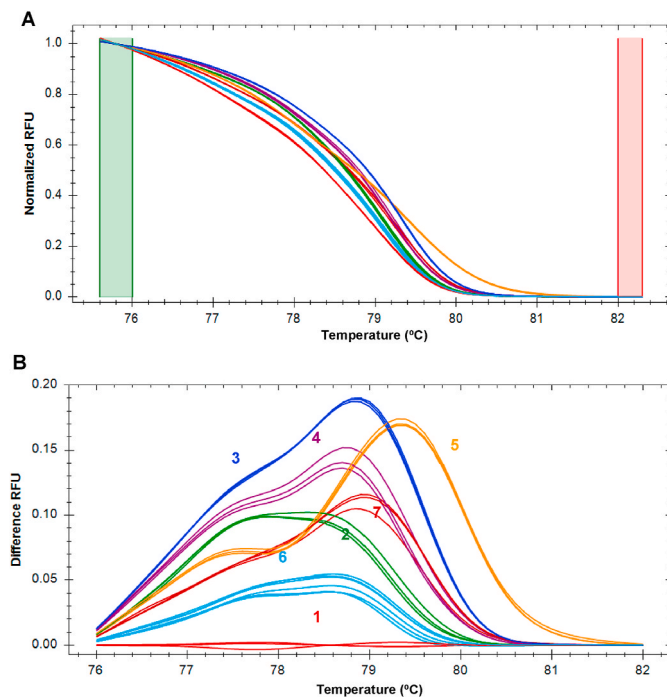 A
1.0
0.8
0.6
0.4
0.2
0.0
Normalized RFU
76 77 78 79 80 81 82
Temperature (ºC)
B
0.20
0.15
0.10
0.05
0.00
Difference RFU
3
4
5
7
2
6
1
76 77 78 79 80 81 82
Temperature (ºC)